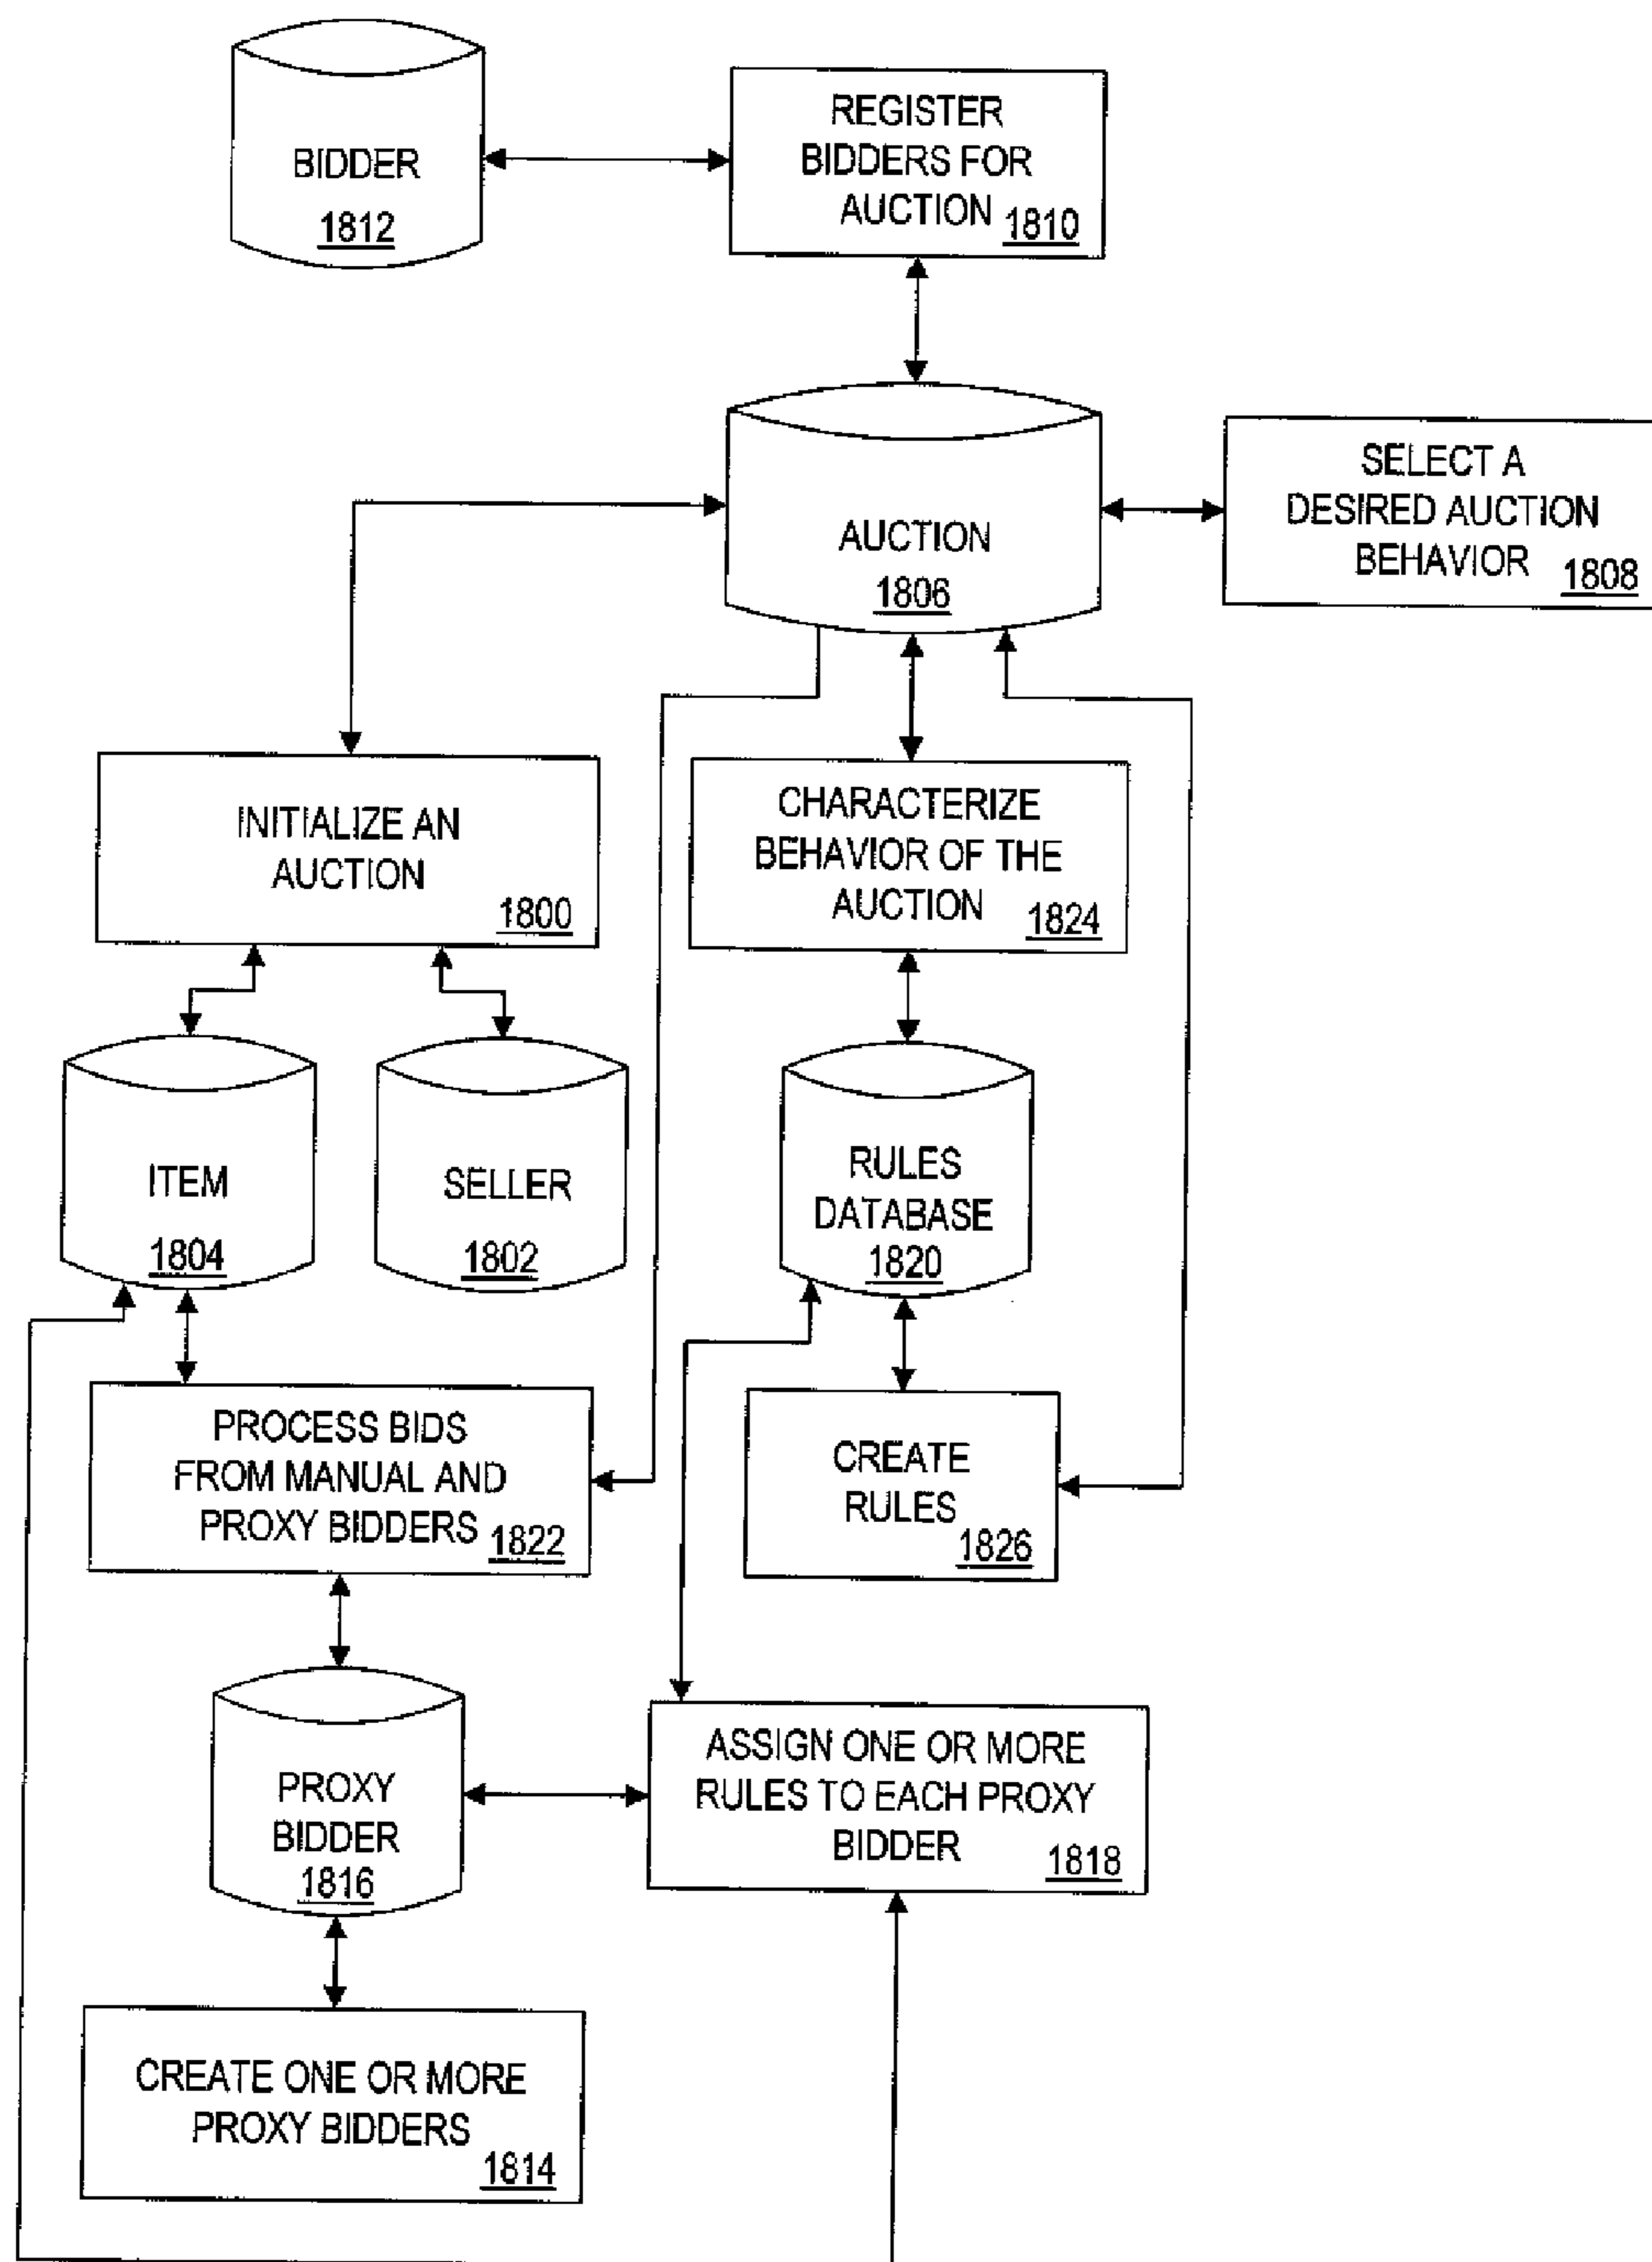 BIDDER
1812
REGISTER
BIDDERS FOR
AUCTION 1810
AUCTION
1806
SELECT A
DESIRED AUCTION
BEHAVIOR 1808
INITIALIZE AN
AUCTION
1800
CHARACTERIZE
BEHAVIOR OF THE
AUCTION 1824
ITEM
1804
SELLER
1802
RULES
DATABASE
1820
PROCESS BIDS
FROM MANUAL AND
PROXY BIDDERS 1822
CREATE
RULES
1826
PROXY
BIDDER
1816
ASSIGN ONE OR MORE
RULES TO EACH PROXY
BIDDER 1818
CREATE ONE OR MORE
PROXY BIDDERS
1814